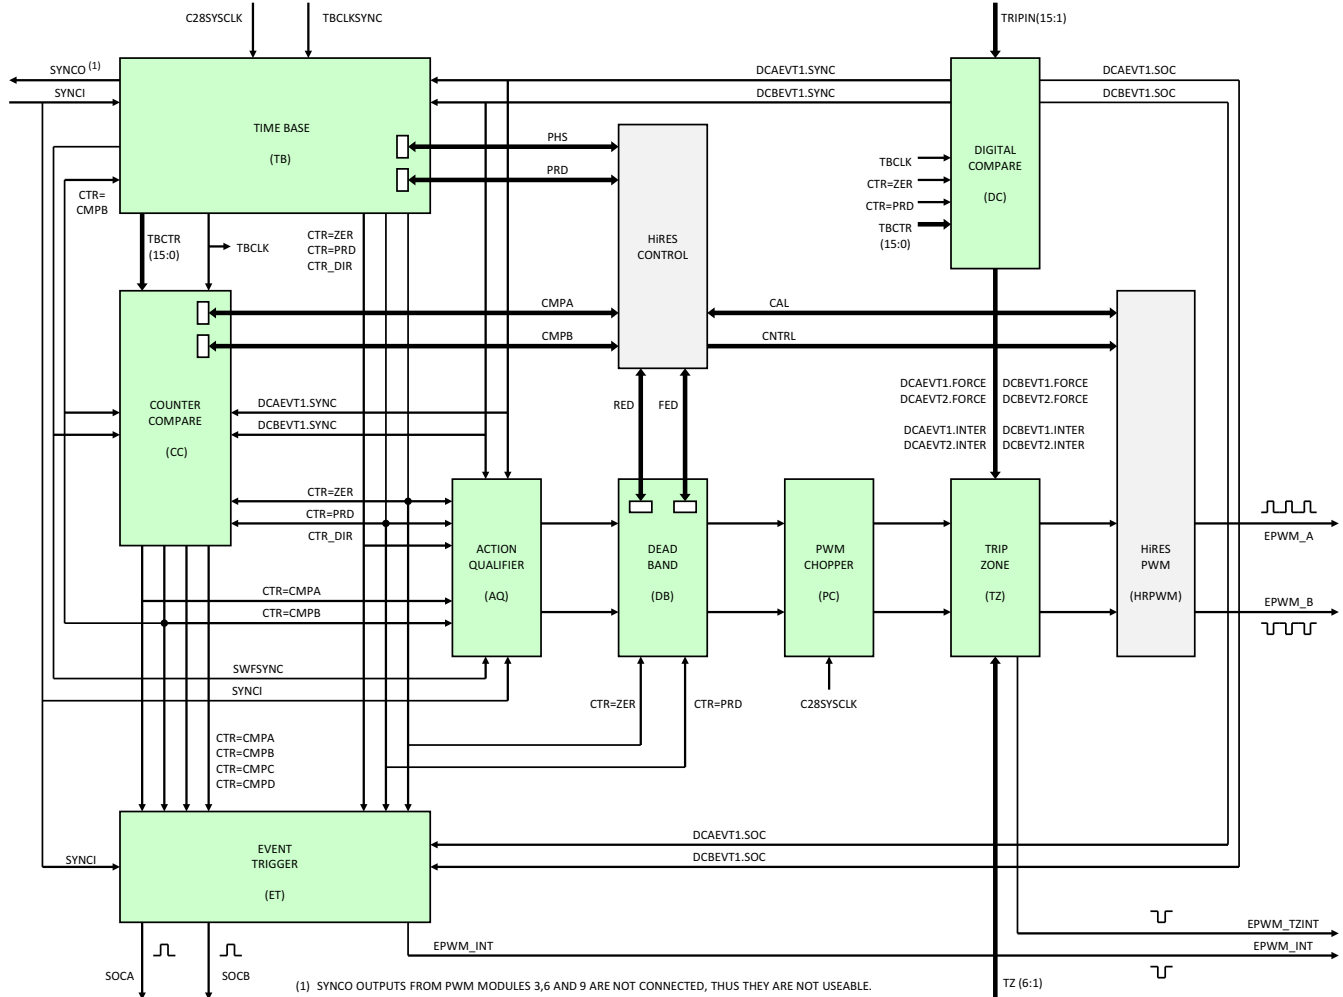 C28SYSCLK
TBCLKSYNC
TRIPIN(15:1)
SYNCO (1)
SYNCI
DCAEVT1.SYNC
DCBEVT1.SYNC
DCAEVT1.SOC
DCBEVT1.SOC
TIME BASE
(TB)
PHS
PRD
DIGITAL
COMPARE
(DC)
TBCLK
CTR=ZER
CTR=PRD
TBCTR
(15:0)
CTR=
CMPB
TBCTR
(15:0)
TBCLK
CTR=ZER
CTR=PRD
CTR_DIR
HiRES
CONTROL
CMPA
CMPB
CAL
CNTRL
COUNTER
COMPARE
(CC)
DCAEVT1.SYNC
DCBEVT1.SYNC
RED
FED
DCAEVT1.FORCE
DCAEVT2.FORCE
DCBEVT1.FORCE
DCBEVT2.FORCE
DCAEVT1.INTER
DCAEVT2.INTER
DCBEVT1.INTER
DCBEVT2.INTER
CTR=ZER
CTR=PRD
CTR_DIR
CTR=CMPA
CTR=CMPB
ACTION
QUALIFIER
(AQ)
DEAD
BAND
(DB)
PWM
CHOPPER
(PC)
TRIP
ZONE
(TZ)
HiRES
PWM
(HRPWM)
EPWM_A
EPWM_B
SWFSYNC
SYNCI
CTR=ZER
CTR=PRD
C28SYSCLK
CTR=CMPA
CTR=CMPB
CTR=CMPC
CTR=CMPD
SYNCI
EVENT
TRIGGER
(ET)
DCAEVT1.SOC
DCBEVT1.SOC
EPWM_TZINT
EPWM_INT
EPWM_INT
SOCA
SOCB
TZ (6:1)
(1) SYNCO OUTPUTS FROM PWM MODULES 3,6 AND 9 ARE NOT CONNECTED, THUS THEY ARE NOT USEABLE.